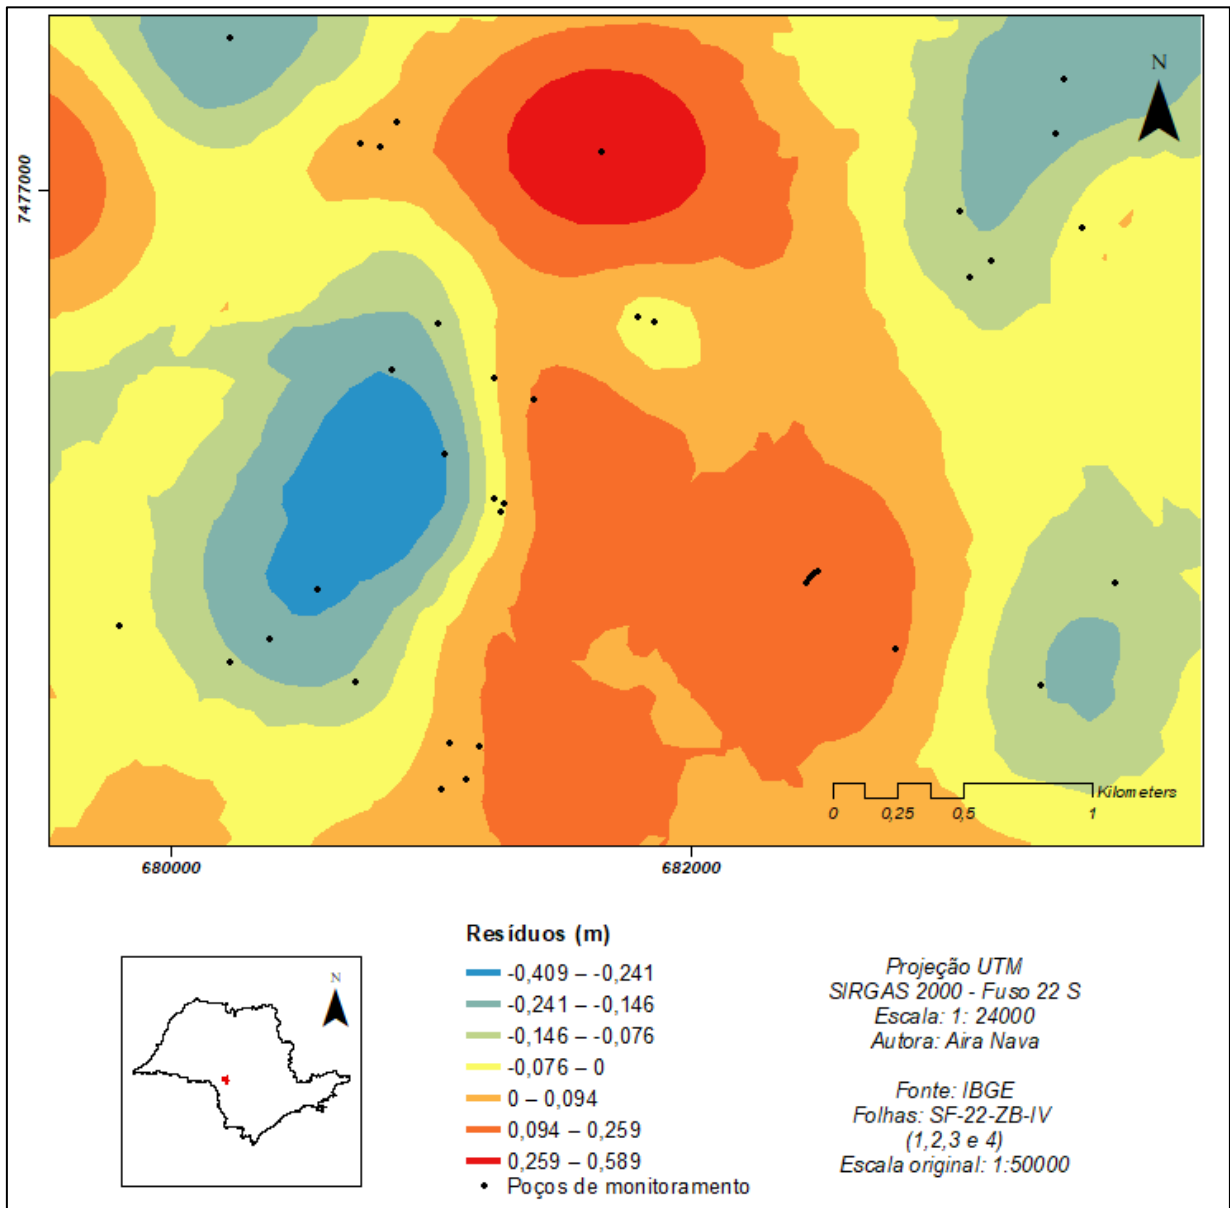 N
7477000
Kilometers
0 0,25 0,5 1
680000 682000
Resíduos (m)
-0,409 – -0,241
-0,241 – -0,146
-0,146 – -0,076
-0,076 – 0
0 – 0,094
0,094 – 0,259
0,259 – 0,589
Poços de monitoramento
N
Projeção UTM
SIRGAS 2000 - Fuso 22 S
Escala: 1: 24000
Autora: Aira Nava
Fonte: IBGE
Folhas: SF-22-ZB-IV
(1,2,3 e 4)
Escala original: 1:50000